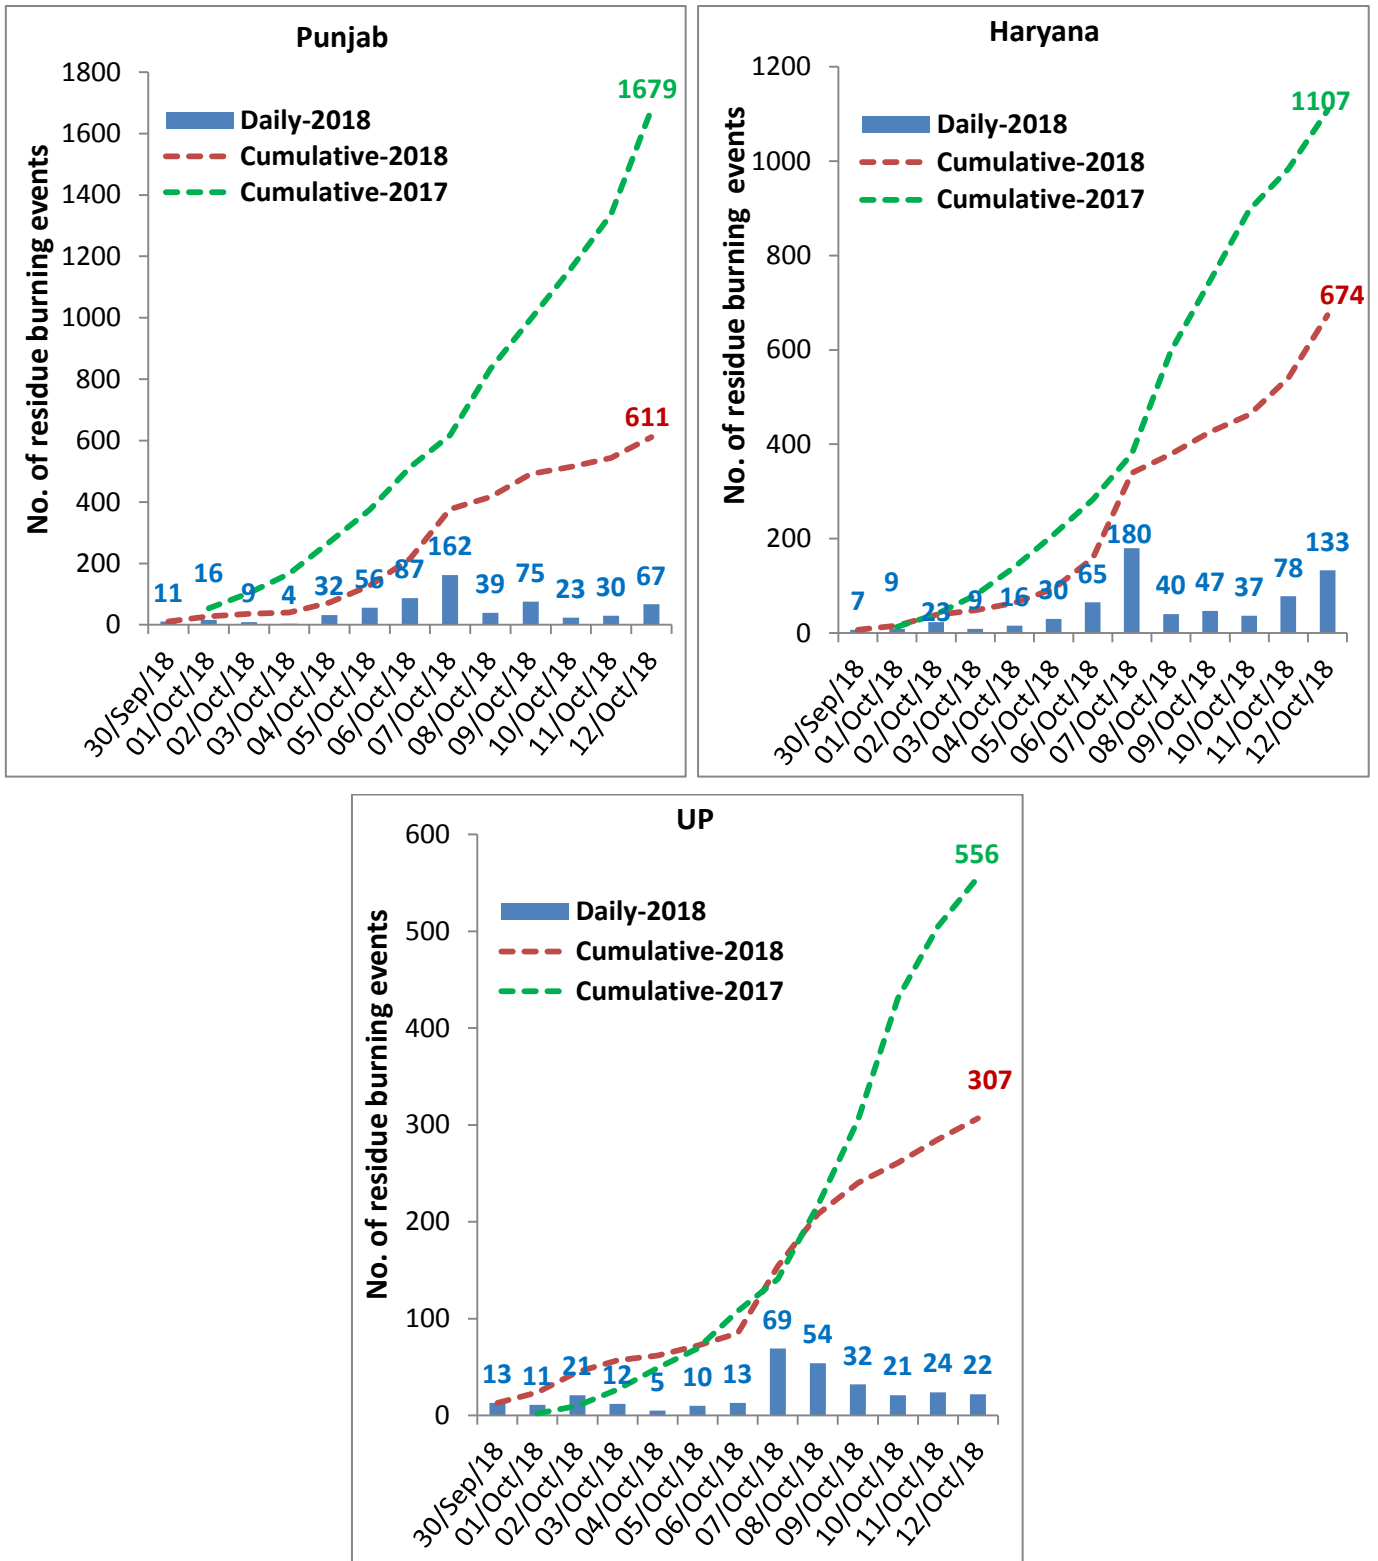 Punjab
No. of residue burning events
1800
1600
1400
1200
1000
800
600
400
200
0
Daily-2018
Cumulative-2018
Cumulative-2017
1679
611
11 16 9 4 32 56 87 162 39 75 23 30 67
30/Sep/18
01/Oct/18
02/Oct/18
03/Oct/18
04/Oct/18
05/Oct/18
06/Oct/18
07/Oct/18
08/Oct/18
09/Oct/18
10/Oct/18
11/Oct/18
12/Oct/18
Haryana
No. of residue burning events
1200
1000
800
600
400
200
0
Daily-2018
Cumulative-2018
Cumulative-2017
1107
674
7 9 23 9 16 30 65 180 40 47 37 78 133
30/Sep/18
01/Oct/18
02/Oct/18
03/Oct/18
04/Oct/18
05/Oct/18
06/Oct/18
07/Oct/18
08/Oct/18
09/Oct/18
10/Oct/18
11/Oct/18
12/Oct/18
UP
No. of residue burning events
600
500
400
300
200
100
0
Daily-2018
Cumulative-2018
Cumulative-2017
556
307
13 11 21 12 5 10 13 69 54 32 21 24 22
30/Sep/18
01/Oct/18
02/Oct/18
03/Oct/18
04/Oct/18
05/Oct/18
06/Oct/18
07/Oct/18
08/Oct/18
09/Oct/18
10/Oct/18
11/Oct/18
12/Oct/18